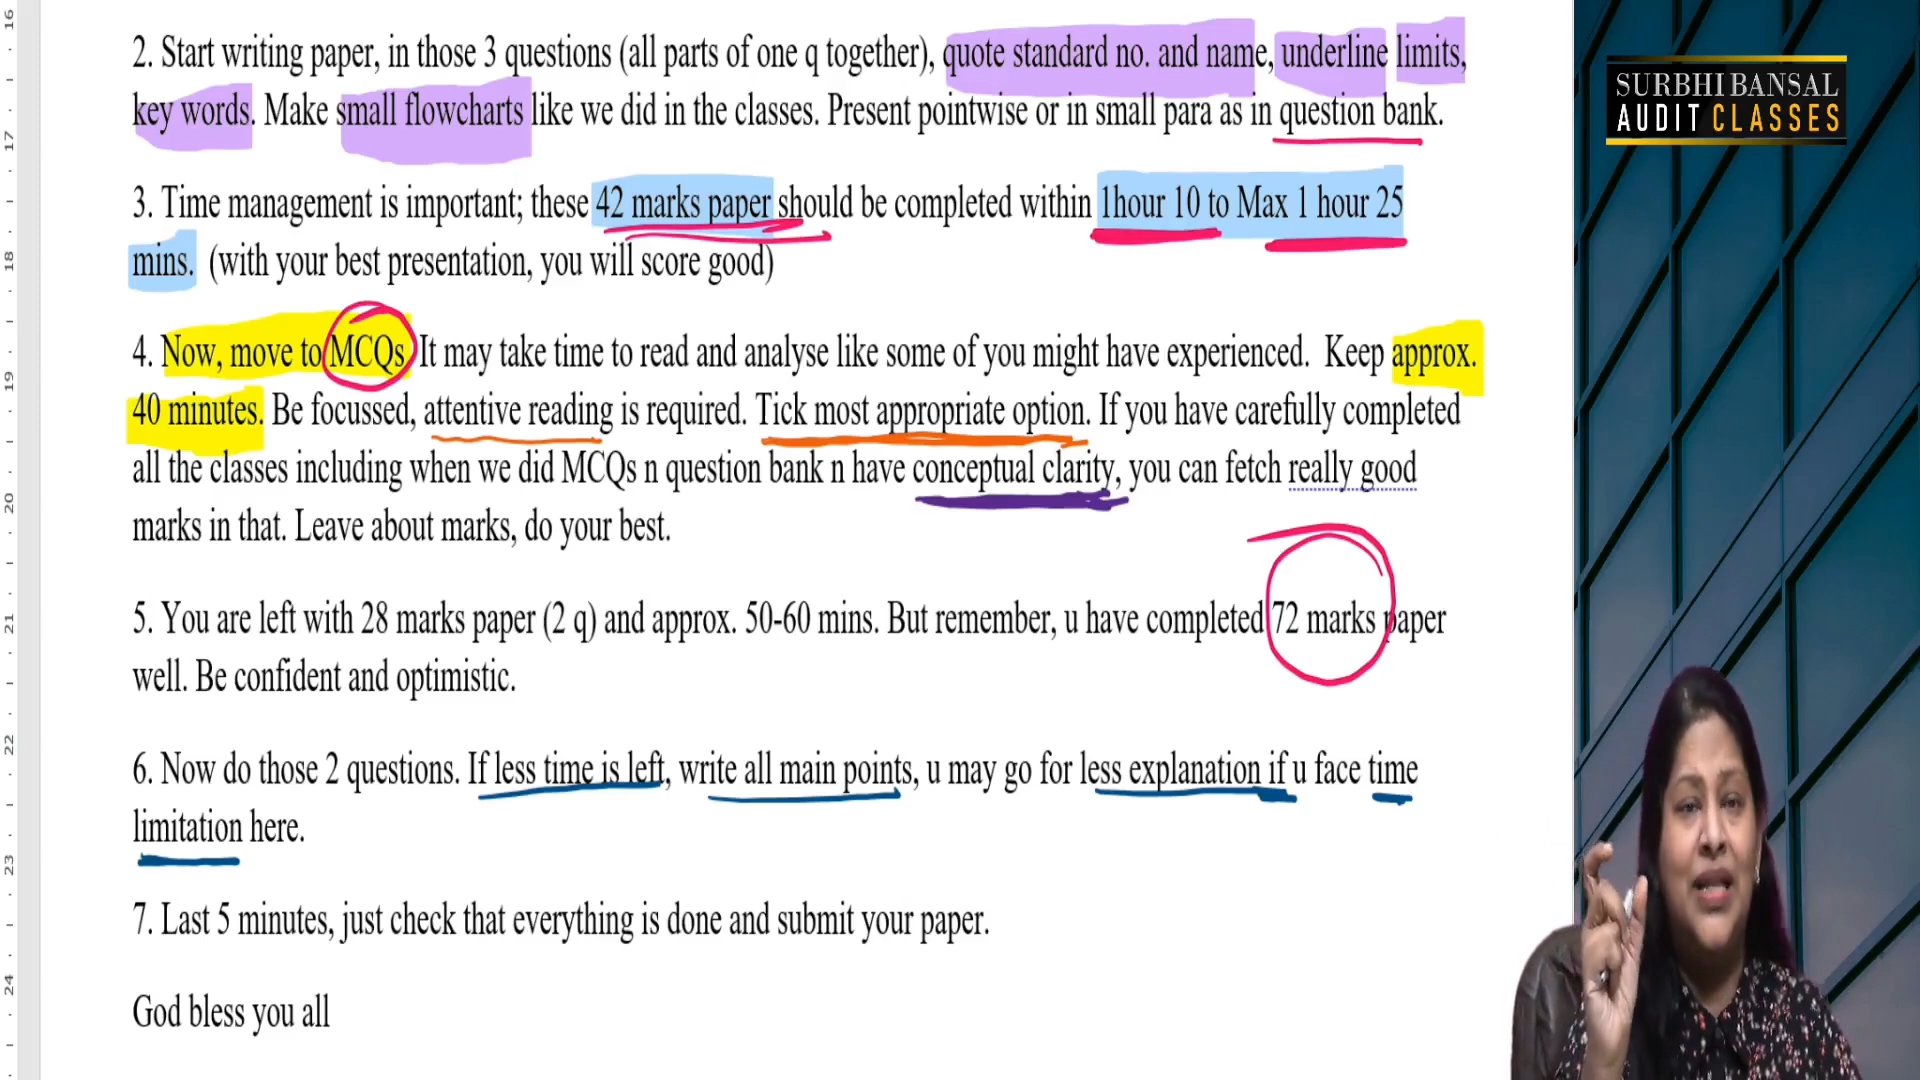 2. Start writing paper, in those 3 questions (all parts of one q together), quote standard no. and name, underline limits,
key words. Make small flowcharts like we did in the classes. Present pointwise or in small para as in question bank.
3. Time management is important; these 42 marks paper should be completed within 1hour 10 to Max 1 hour 25
mins. (with your best presentation, you will score good)
4. Now, move to MCQs It may take time to read and analyse like some of you might have experienced. Keep approx.
40 minutes. Be focussed, attentive reading is required. Tick most appropriate option. If you have carefully completed
all the classes including when we did MCQs n question bank n have conceptual clarity, you can fetch really good
marks in that. Leave about marks, do your best.
5. You are left with 28 marks paper (2 q) and approx. 50-60 mins. But remember, u have completed 72 marks paper
well. Be confident and optimistic.
6. Now do those 2 questions. If less time is left, write all main points, u may go for less explanation if u face time
limitation here.
7. Last 5 minutes, just check that everything is done and submit your paper.
God bless you all
SURBHI BANSAL
AUDIT CLASSES
16
17
18
19
20
21
22
23
24